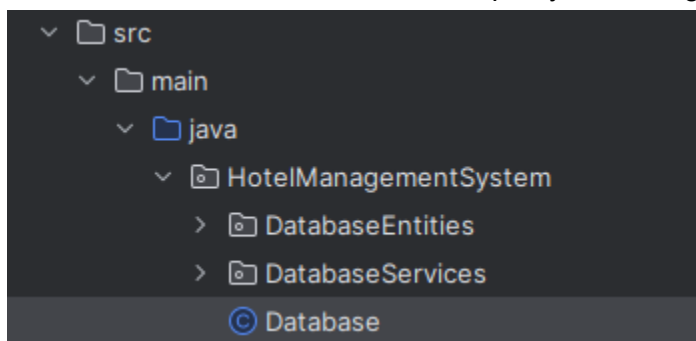 src
main
java
HotelManagementSystem
DatabaseEntities
DatabaseServices
Database